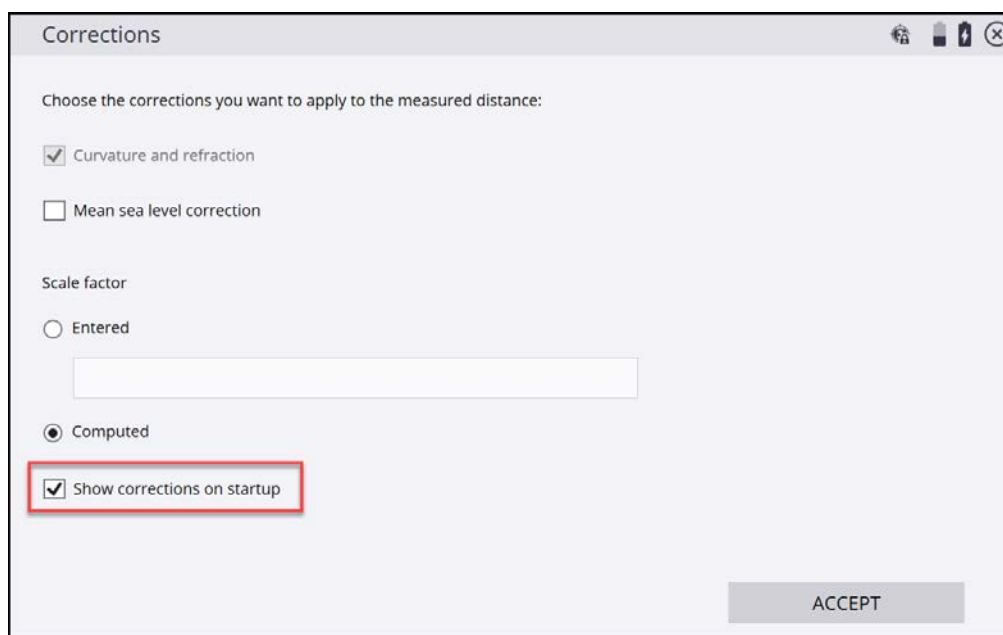 Corrections
Choose the corrections you want to apply to the measured distance:
Curvature and refraction
Mean sea level correction
Scale factor
Entered
Computed
Show corrections on startup
ACCEPT